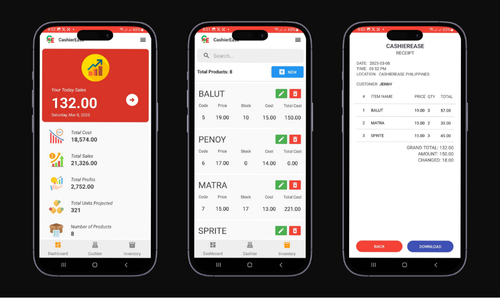 CashierEase
Your Today Sales
132.00
Saturday, Mar 8, 2025
Total Cost
18,574.00
Total Sales
21,326.00
Total Profits
2,752.00
Total Units Projected
321
Number of Products
8
Dashboard Cashier Inventory
CashierEase
Search...
Total Products: 8 NEW
BALUT
Code Price Stock Cost Total Cost
5 19.00 10 15.00 150.00
PENOY
Code Price Stock Cost Total Cost
6 17.00 0 14.00 0.00
MATRA
Code Price Stock Cost Total Cost
7 15.00 17 13.00 221.00
SPRITE
Dashboard Cashier Inventory
CASHIEREASE
RECEIPT
DATE: 2025-03-08
TIME: 09:52 PM
LOCATION: CASHIEREASE PHILIPPINES
CUSTOMER: JENNY
# ITEM NAME PRICE QTY TOTAL
1 BALUT 19.00 3 57.00
2 MATRA 15.00 2 30.00
3 SPRITE 15.00 3 45.00
GRAND TOTAL: 132.00
AMOUNT: 150.00
CHANGED: 18.00
BACK DOWNLOAD